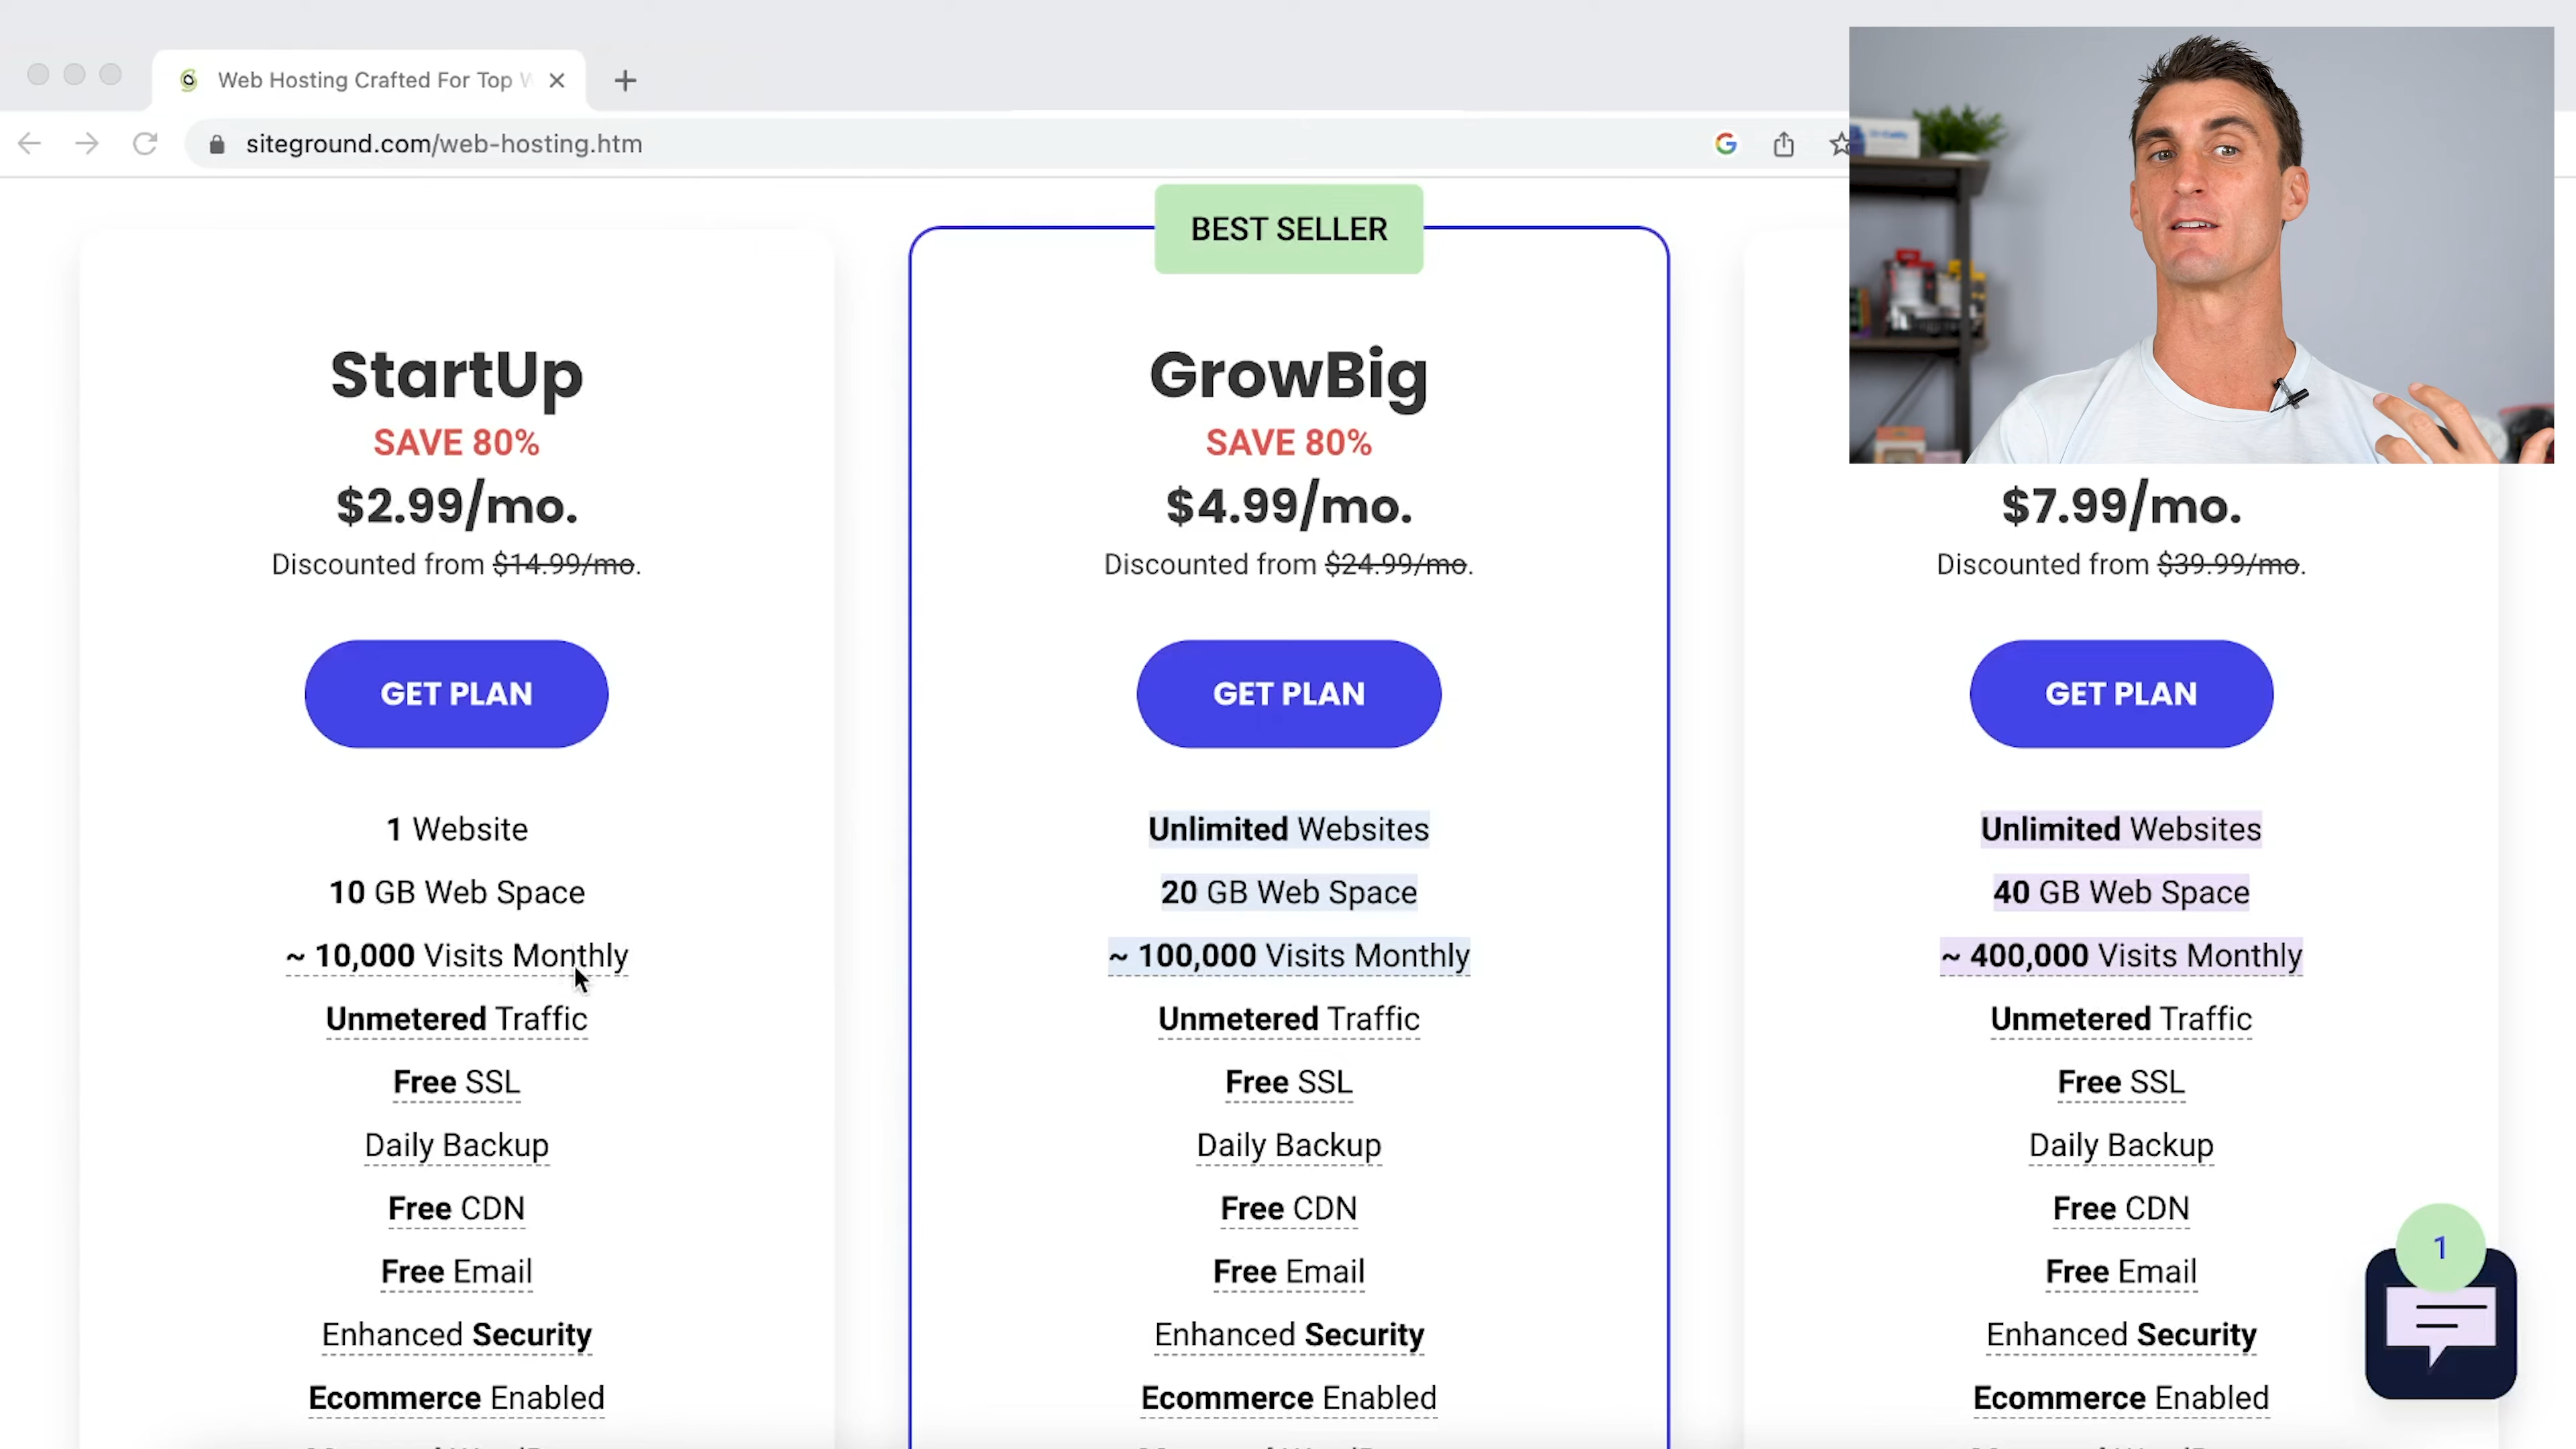 Web Hosting Crafted For Top
siteground.com/web-hosting.htm
BEST SELLER
StartUp
SAVE 80%
$2.99/mo.
Discounted from $14.99/mo.
GET PLAN
1 Website
10 GB Web Space
~ 10,000 Visits Monthly
Unmetered Traffic
Free SSL
Daily Backup
Free CDN
Free Email
Enhanced Security
Ecommerce Enabled
GrowBig
SAVE 80%
$4.99/mo.
Discounted from $24.99/mo.
GET PLAN
Unlimited Websites
20 GB Web Space
~ 100,000 Visits Monthly
Unmetered Traffic
Free SSL
Daily Backup
Free CDN
Free Email
Enhanced Security
Ecommerce Enabled
$7.99/mo.
Discounted from $39.99/mo.
GET PLAN
Unlimited Websites
40 GB Web Space
~ 400,000 Visits Monthly
Unmetered Traffic
Free SSL
Daily Backup
Free CDN
Free Email
Enhanced Security
Ecommerce Enabled
1